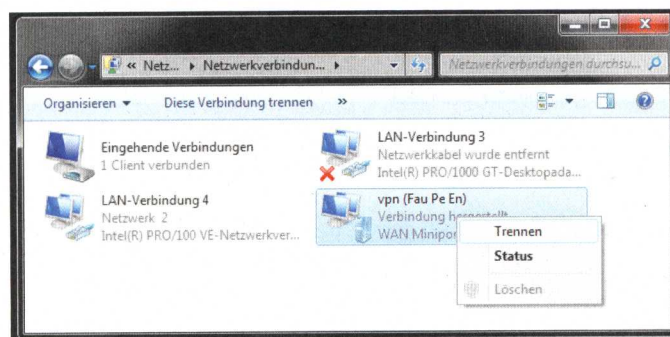 « Netz... ▸ Netzwerkverbindun... ▸
Netzwerkverbindungen durchsu...
Organisieren ▾ Diese Verbindung trennen »
Eingehende Verbindungen
1 Client verbunden
LAN-Verbindung 3
Netzwerkkabel wurde entfernt
Intel(R) PRO/1000 GT-Desktopada...
LAN-Verbindung 4
Netzwerk 2
Intel(R) PRO/100 VE-Netzwerkver...
vpn (Fau Pe En)
Verbindung hergestellt
WAN Minipo
Trennen
Status
Löschen